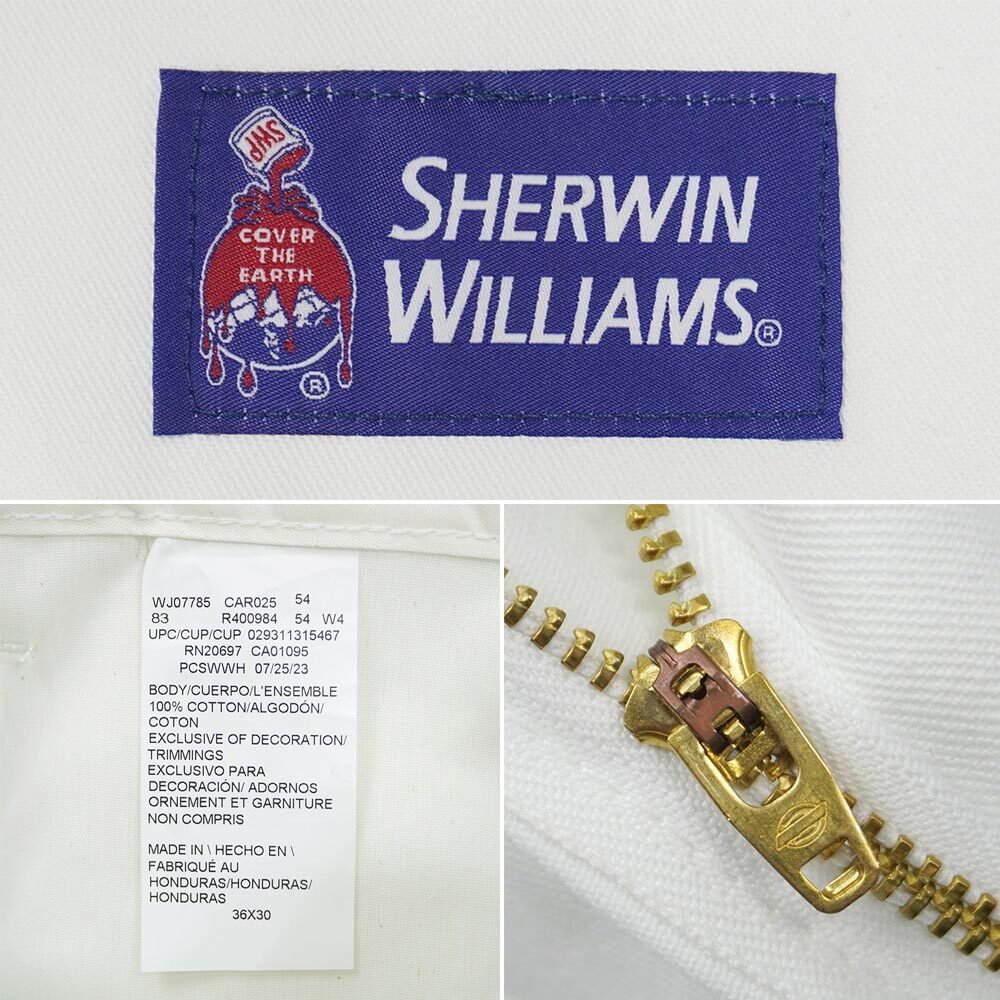 SWP
COVER
THE
EARTH
®
SHERWIN
WILLIAMS®
WJ07785 CAR025 54
83 R400984 54 W4
UPC/CUP/CUP 029311315467
RN20697 CA01095
PCSWWH 07/25/23
BODY/CUERPO/L'ENSEMBLE
100% COTTON/ALGODÓN/
COTON
EXCLUSIVE OF DECORATION/
TRIMMINGS
EXCLUSIVO PARA
DECORACIÓN/ ADORNOS
ORNEMENT ET GARNITURE
NON COMPRIS
MADE IN \ HECHO EN \
FABRIQUÉ AU
HONDURAS/HONDURAS/
HONDURAS
36X30